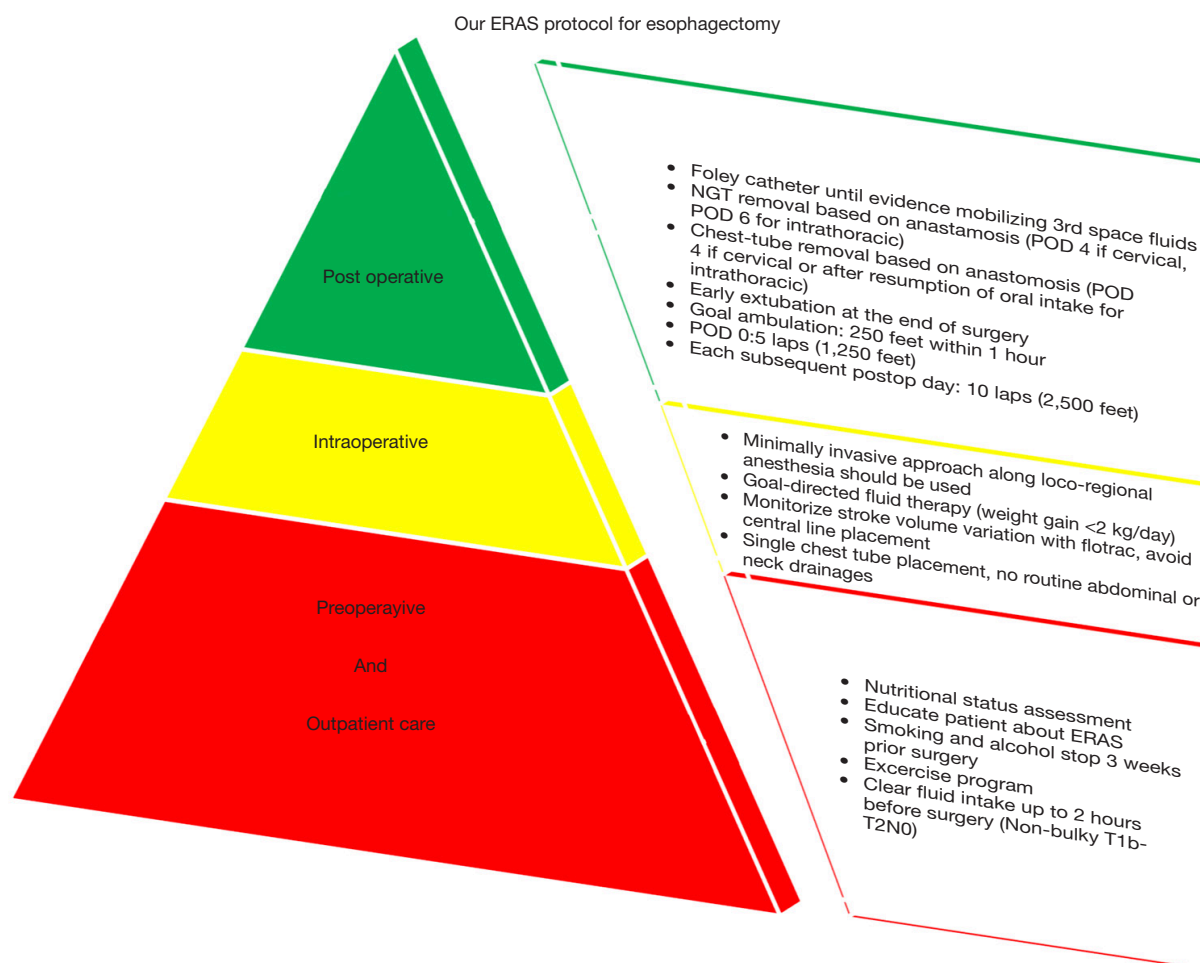 Our ERAS protocol for esophagectomy
Post operative
• Foley catheter until evidence mobilizing 3rd space fluids
• NGT removal based on anastamosis (POD 4 if cervical,
POD 6 for intrathoracic)
• Chest-tube removal based on anastomosis (POD
4 if cervical or after resumption of oral intake for
intrathoracic)
• Early extubation at the end of surgery
• Goal ambulation: 250 feet within 1 hour
• POD 0:5 laps (1,250 feet)
• Each subsequent postop day: 10 laps (2,500 feet)
Intraoperative
• Minimally invasive approach along loco-regional
anesthesia should be used
• Goal-directed fluid therapy (weight gain <2 kg/day)
• Monitorize stroke volume variation with flotrac, avoid
central line placement
• Single chest tube placement, no routine abdominal or
neck drainages
Preoperayive
And
Outpatient care
• Nutritional status assessment
• Educate patient about ERAS
• Smoking and alcohol stop 3 weeks
prior surgery
• Excercise program
• Clear fluid intake up to 2 hours
before surgery (Non-bulky T1b-
T2N0)